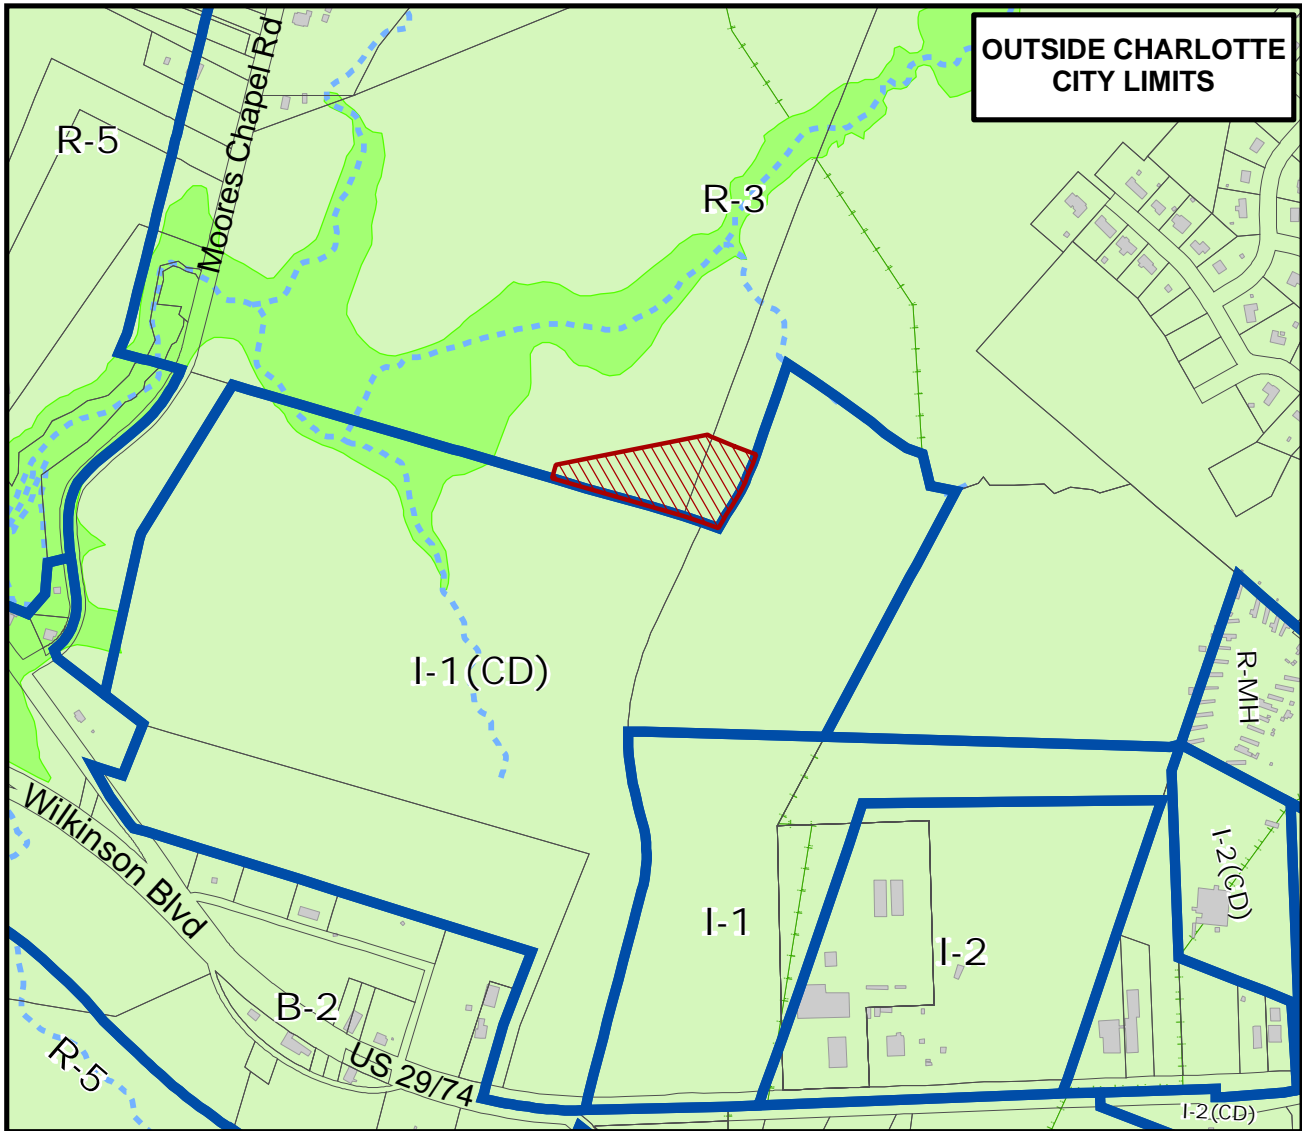 OUTSIDE CHARLOTTE
CITY LIMITS
Moores Chapel Rd
R-5
R-3
I-1(CD)
R-MH
Wilkinson Blvd
I-2(CD)
I-1
I-2
B-2
R-5
US 29/74
I-2(CD)